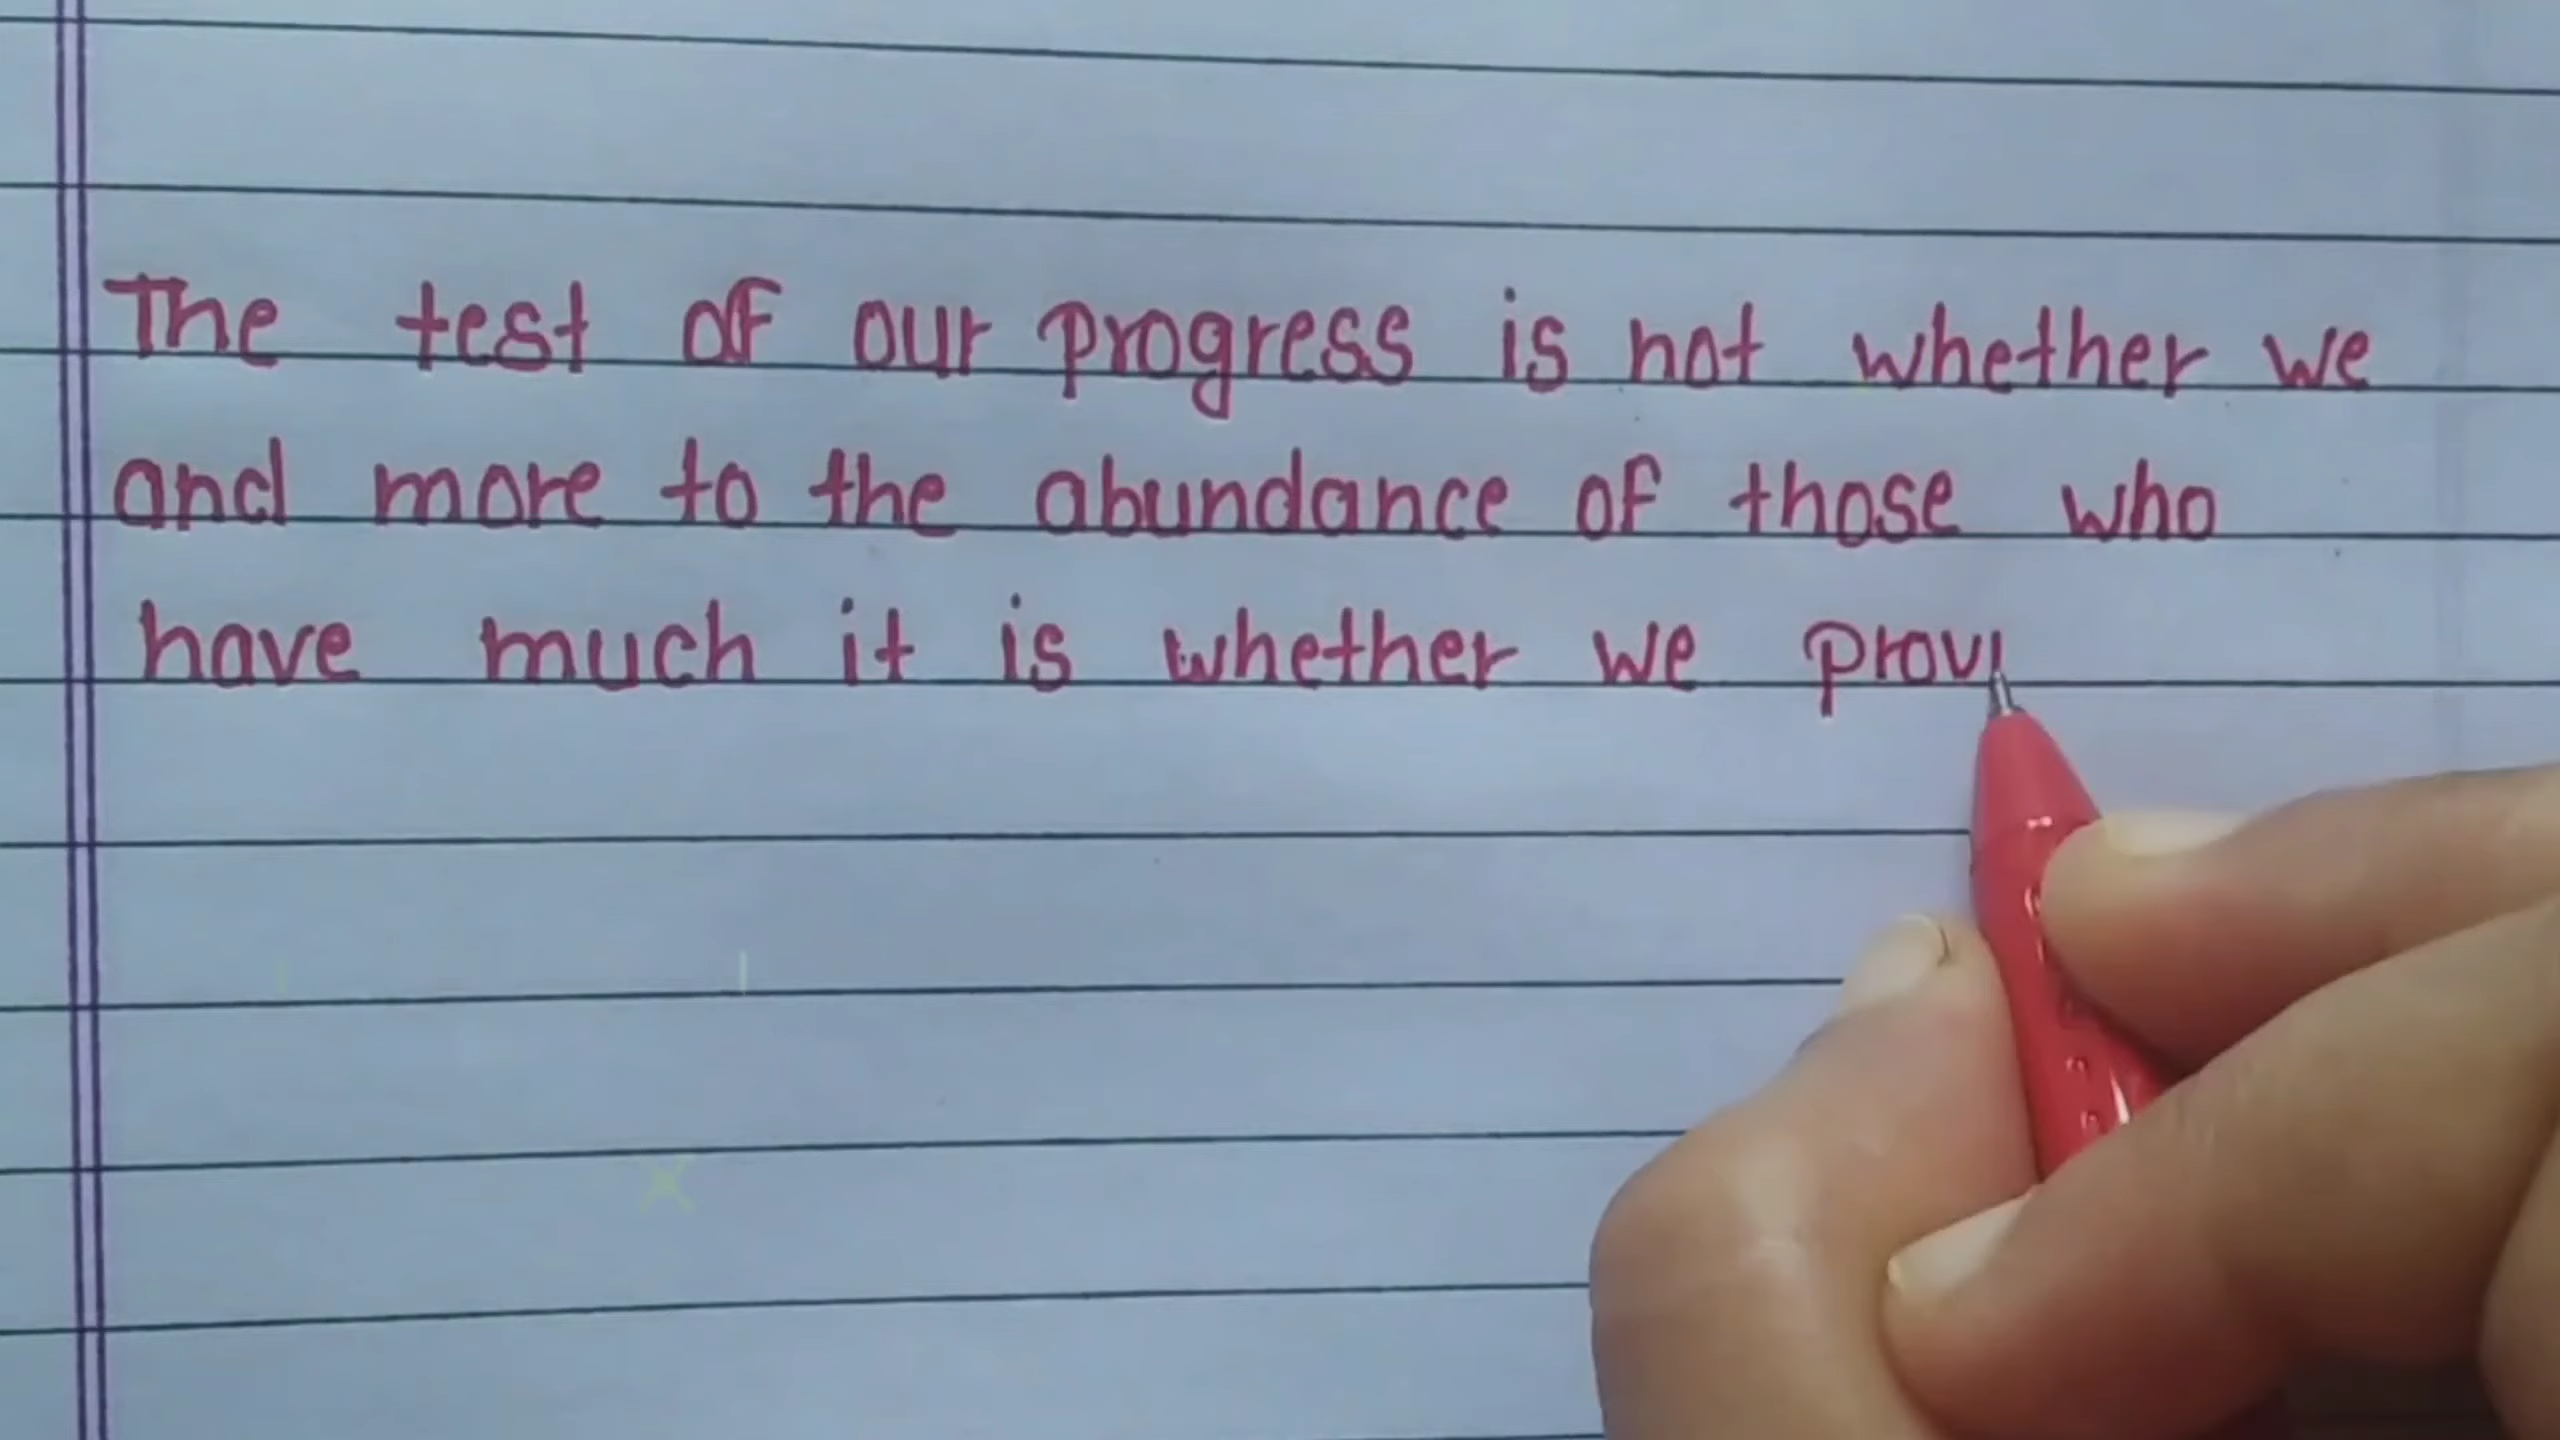 The test of our progress is not whether we
and more to the abundance of those who
have much it is whether we provi